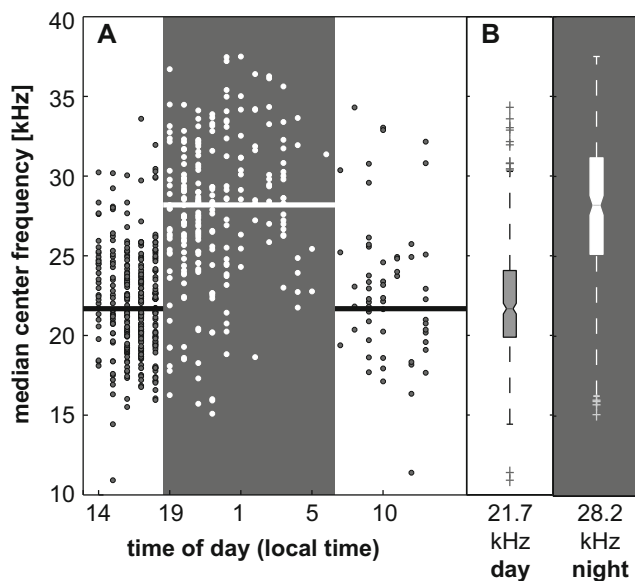 A
B
median center frequency [kHz]
40
35
30
25
20
15
10
14
19
1
5
10
time of day (local time)
21.7
kHz
day
28.2
kHz
night